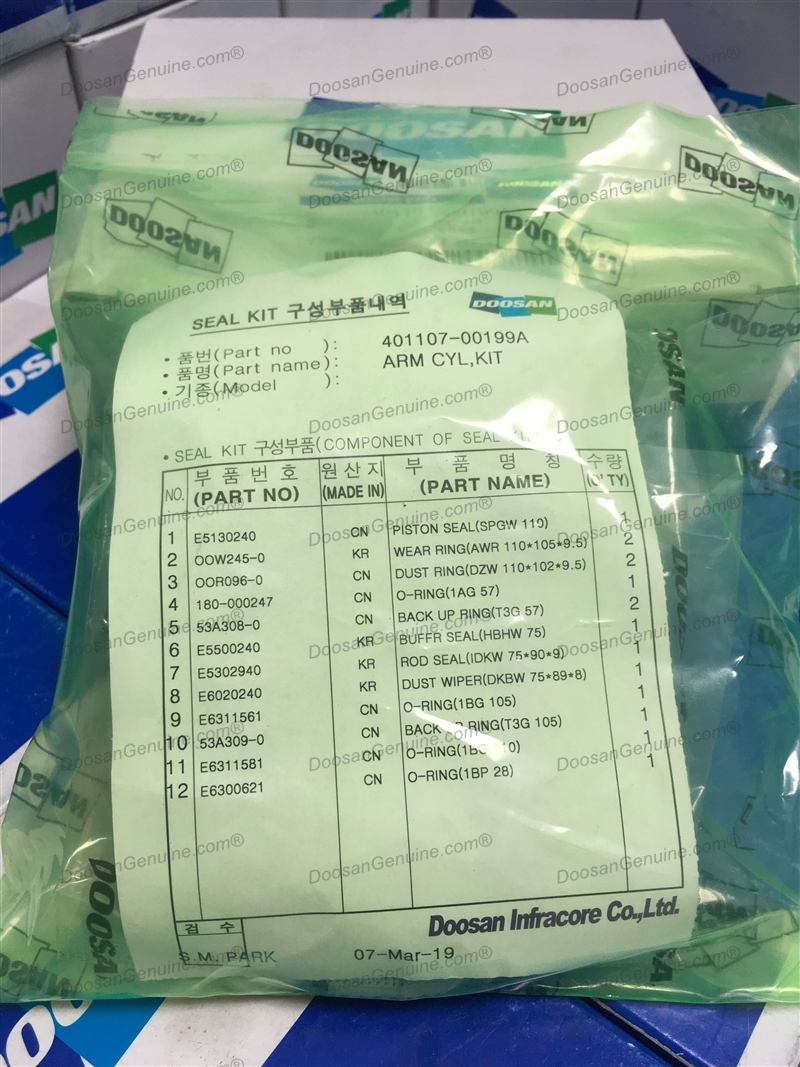 SEAL KIT 구성부품내역
DOOSAN
• 품번(Part no ): 401107-00199A
• 품명(Part name): ARM CYL,KIT
• 기종(Model ):
• SEAL KIT 구성부품(COMPONENT OF SEAL
NO. 부 품 번 호 (PART NO) 원 산 지 (MADE IN) 부 품 명 칭 (PART NAME) 수량 (Q'TY)
1 E5130240 CN PISTON SEAL(SPGW 110) 1
2 OOW245-0 KR WEAR RING(AWR 110*105*9.5) 2
3 OOR096-0 CN DUST RING(DZW 110*102*9.5) 2
4 180-000247 CN O-RING(1AG 57) 1
5 53A308-0 CN BACK UP RING(T3G 57) 2
6 E5500240 KR BUFFR SEAL(HBHW 75) 1
7 E5302940 KR ROD SEAL(IDKW 75*90*9) 1
8 E6020240 KR DUST WIPER(DKBW 75*89*8) 1
9 E6311561 CN O-RING(1BG 105) 1
10 53A309-0 CN BACK RING(T3G 105) 1
11 E6311581 CN 1
12 E6300621 CN O-RING(1BP 28) 1
Doosan Infracore Co.,Ltd.
검 수
S.M. PARK 07-Mar-19
DoosanGenuine.com®